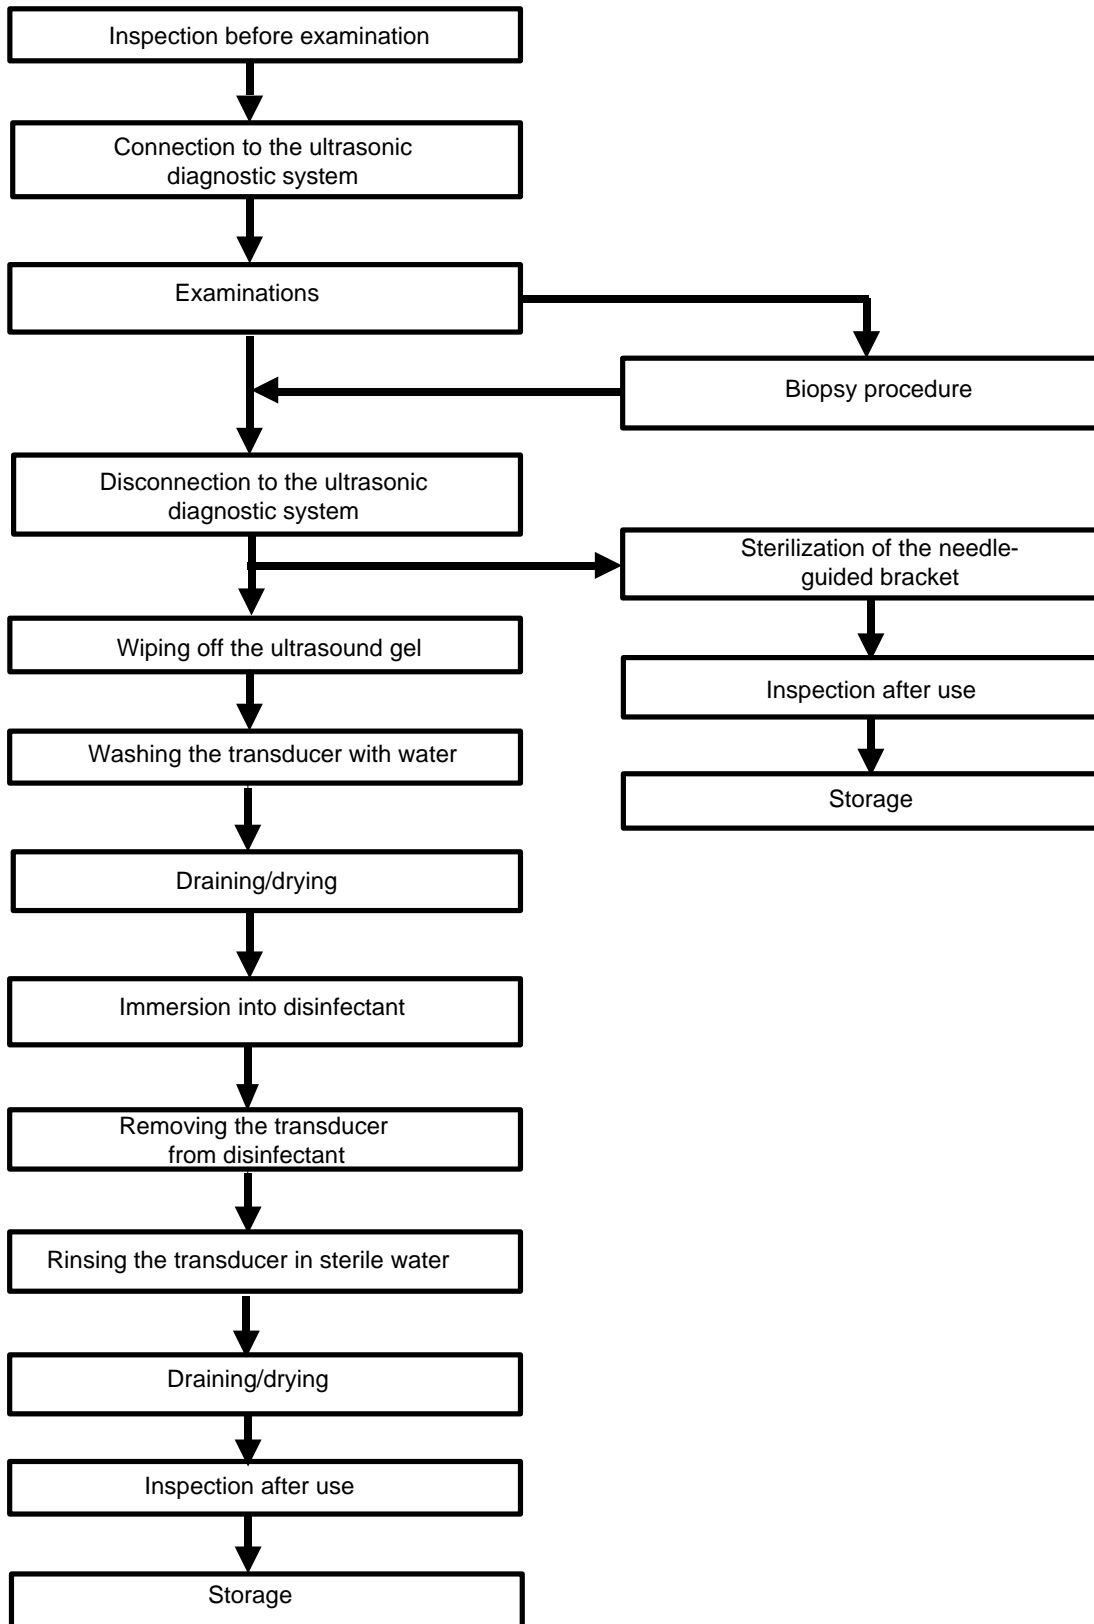 Inspection before examination
Connection to the ultrasonic
diagnostic system
Examinations
Biopsy procedure
Disconnection to the ultrasonic
diagnostic system
Sterilization of the needle-
guided bracket
Wiping off the ultrasound gel
Inspection after use
Washing the transducer with water
Storage
Draining/drying
Immersion into disinfectant
Removing the transducer
from disinfectant
Rinsing the transducer in sterile water
Draining/drying
Inspection after use
Storage